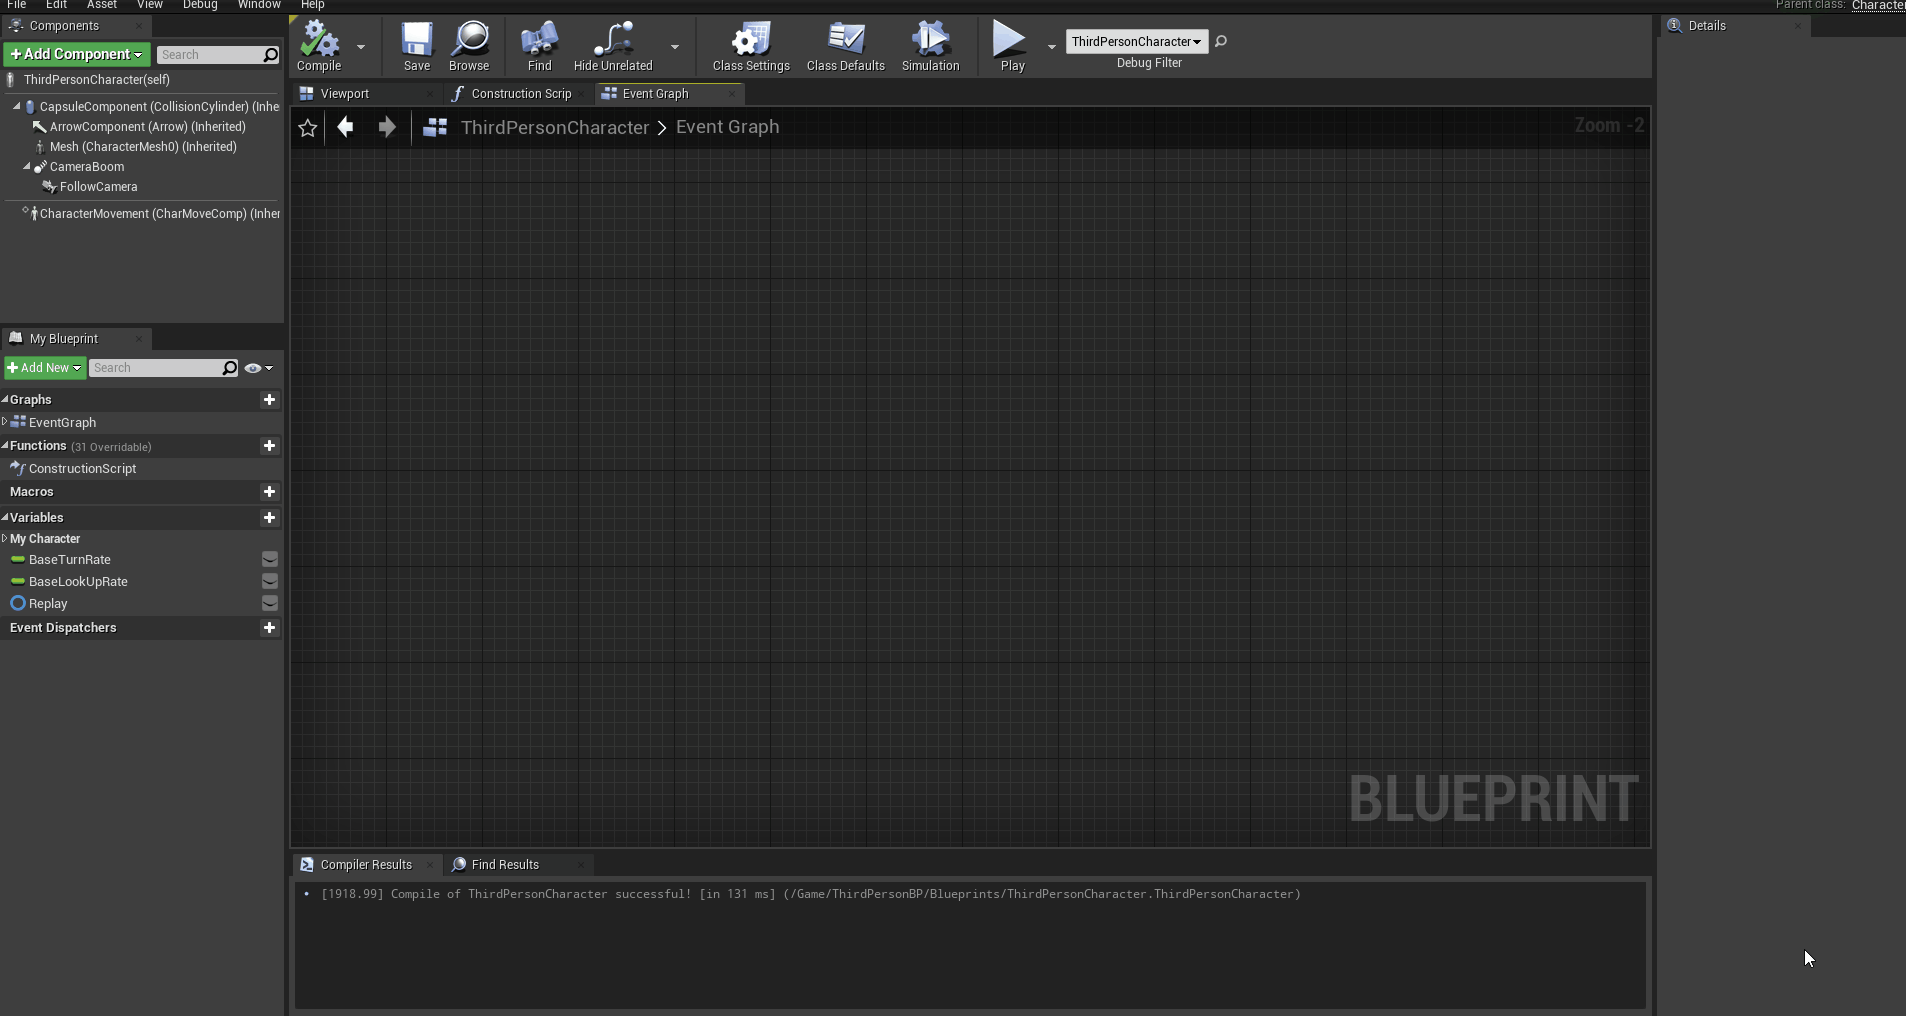 File Edit Asset View Debug Window Help
Parent class: Character
Components
Details
+Add Component
Search
Compile
Save
Browse
Find
Hide Unrelated
Class Settings
Class Defaults
Simulation
Play
ThirdPersonCharacter
Debug Filter
ThirdPersonCharacter(self)
CapsuleComponent (CollisionCylinder) (Inhe
ArrowComponent (Arrow) (Inherited)
Mesh (CharacterMesh0) (Inherited)
CameraBoom
FollowCamera
CharacterMovement (CharMoveComp) (Inher
Viewport
Construction Scrip
Event Graph
ThirdPersonCharacter > Event Graph
Zoom -2
My Blueprint
+Add New
Search
Graphs
EventGraph
Functions (31 Overridable)
ConstructionScript
Macros
Variables
My Character
BaseTurnRate
BaseLookUpRate
Replay
Event Dispatchers
BLUEPRINT
Compiler Results
Find Results
• [1918.99] Compile of ThirdPersonCharacter successful! [in 131 ms] (/Game/ThirdPersonBP/Blueprints/ThirdPersonCharacter.ThirdPersonCharacter)